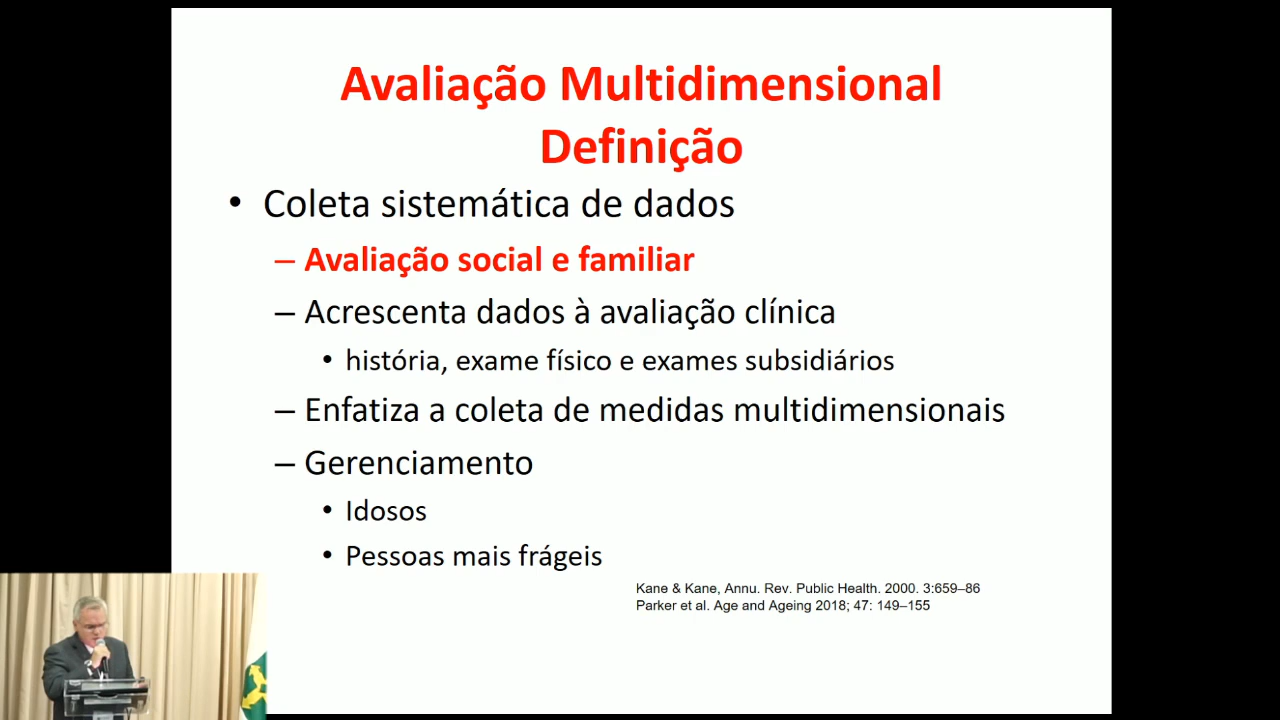 Avaliação Multidimensional
Definição
• Coleta sistemática de dados
– Avaliação social e familiar
– Acrescenta dados à avaliação clínica
• história, exame físico e exames subsidiários
– Enfatiza a coleta de medidas multidimensionais
– Gerenciamento
• Idosos
• Pessoas mais frágeis
Kane & Kane, Annu. Rev. Public Health. 2000. 3:659–86
Parker et al. Age and Ageing 2018; 47: 149–155